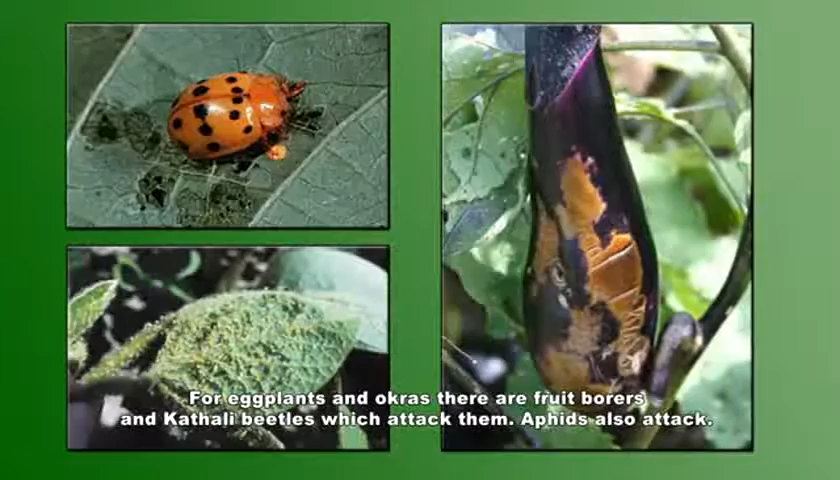 For eggplants and okras there are fruit borers
and Kathali beetles which attack them. Aphids also attack.